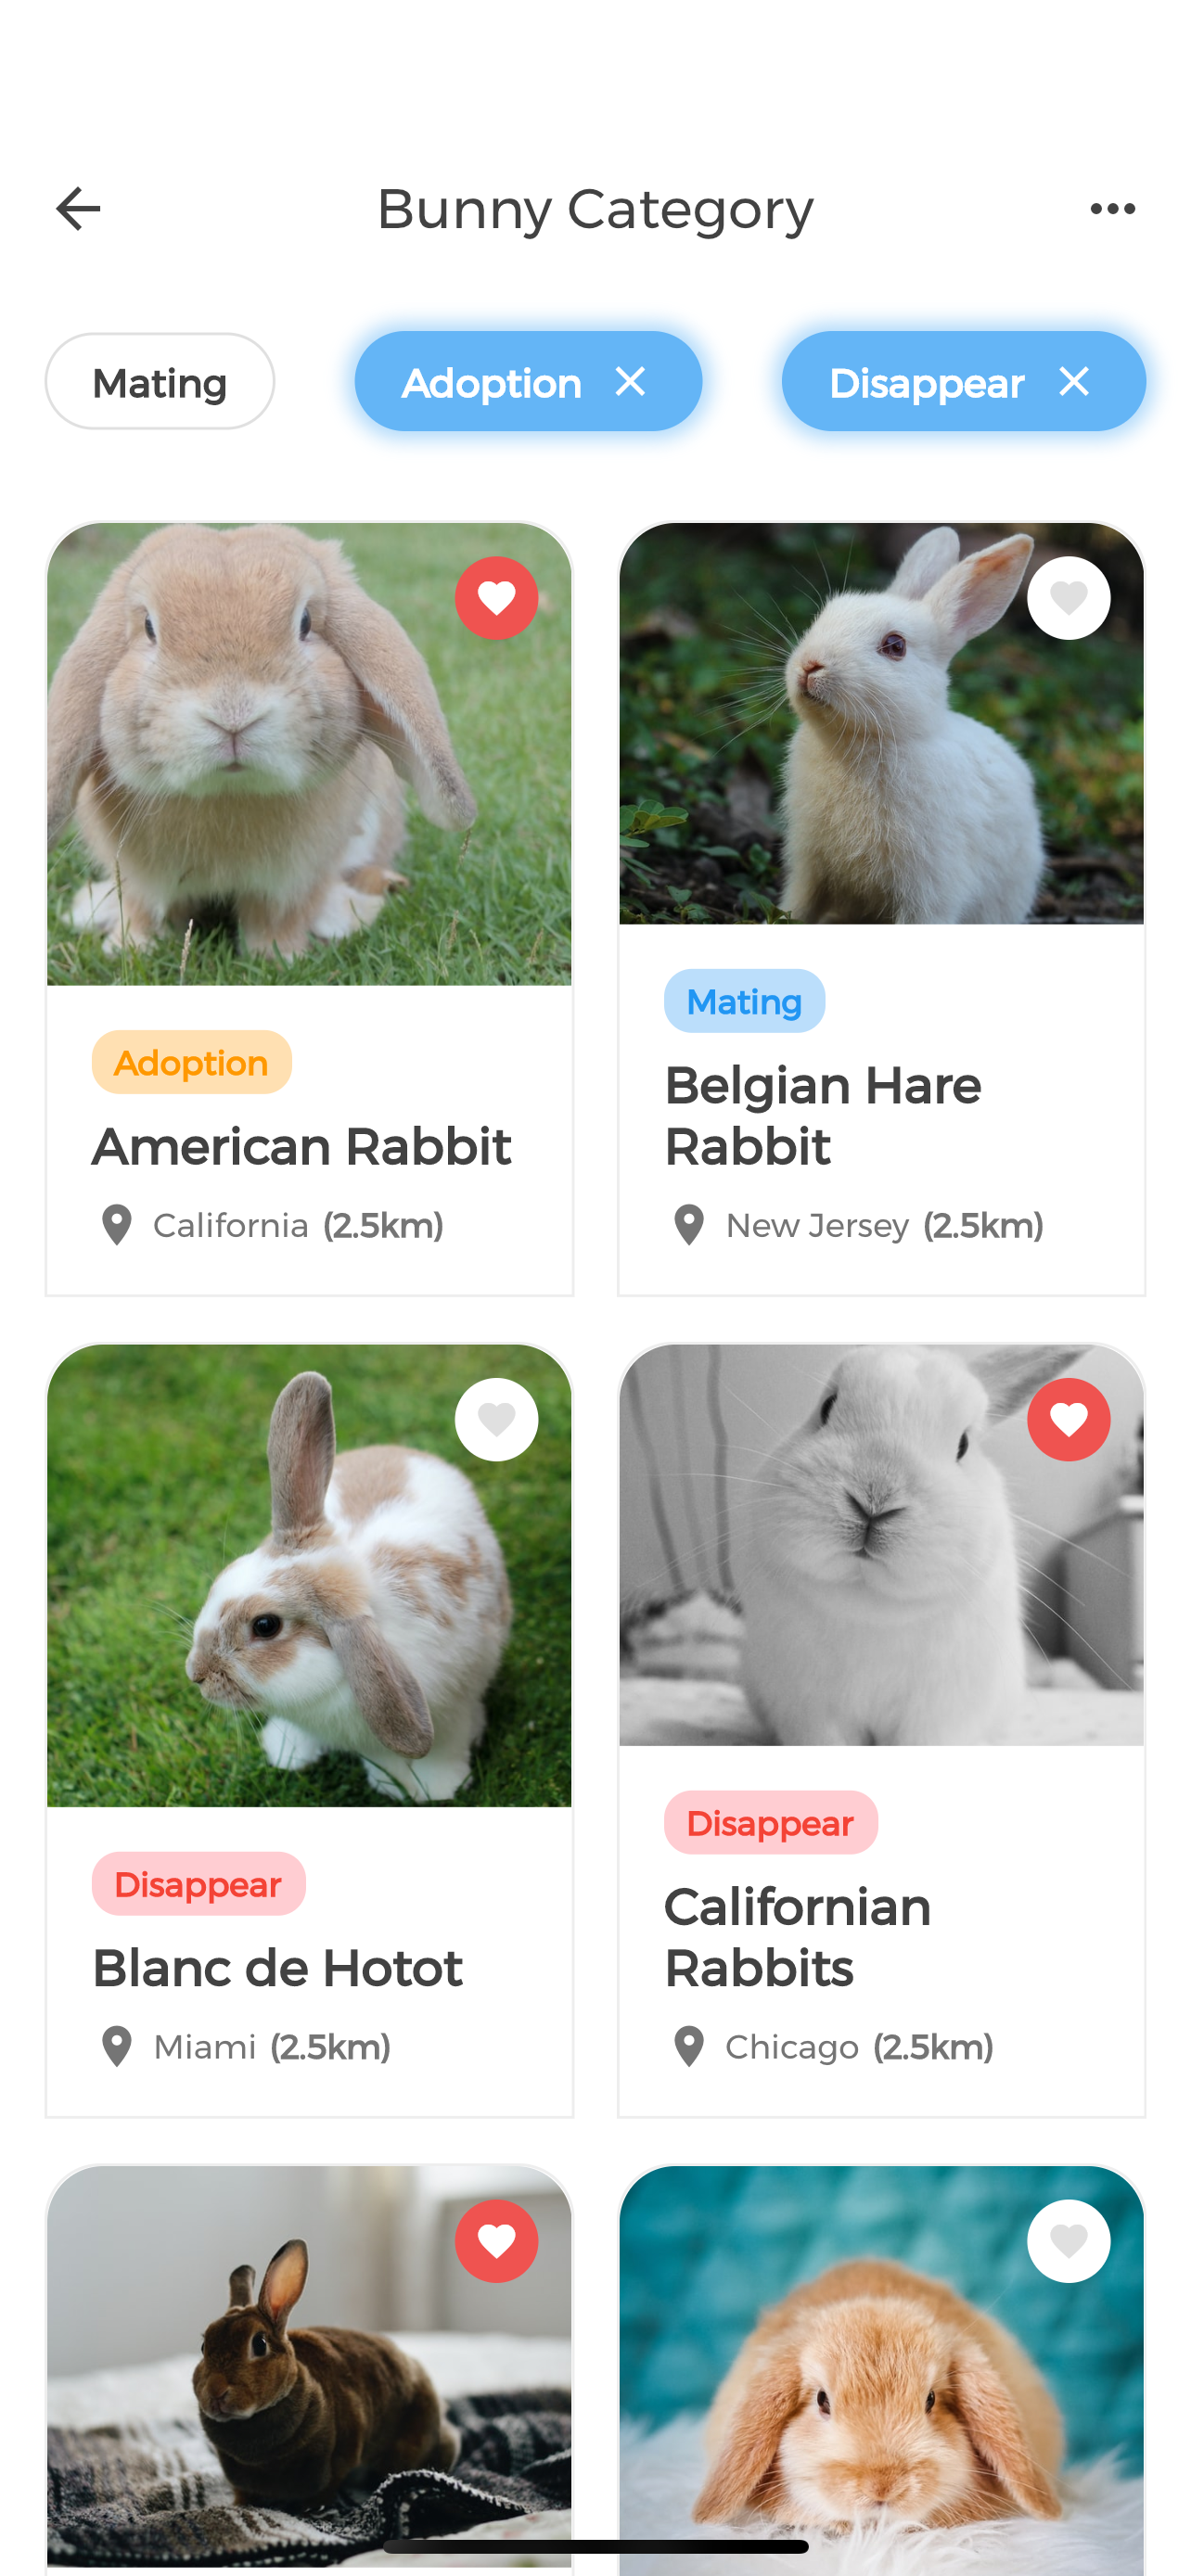 Bunny Category
Mating
Adoption
Disappear
Adoption
American Rabbit
California (2.5km)
Mating
Belgian Hare
Rabbit
New Jersey (2.5km)
Disappear
Blanc de Hotot
Miami (2.5km)
Disappear
Californian
Rabbits
Chicago (2.5km)